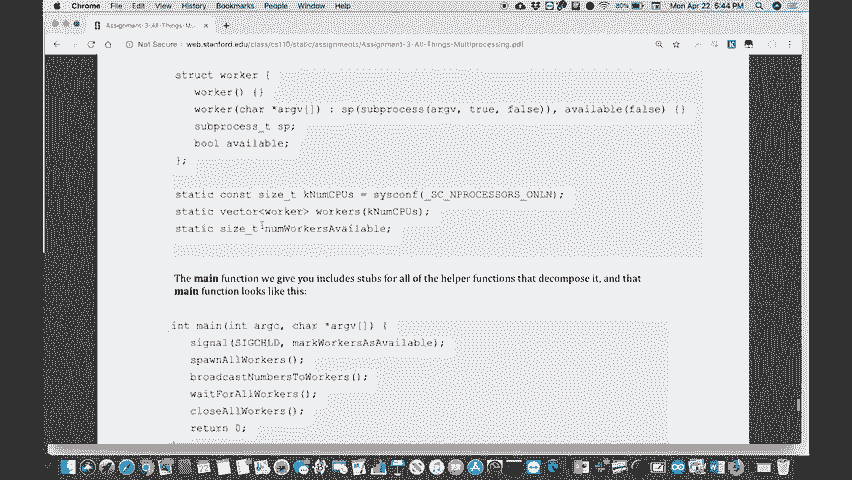 Chrome File Edit View History Bookmarks People Window Help
80% Mon Apr 22 5:44 PM
Assignment-3-All-Things-M...
Not Secure | web.stanford.edu/class/cs110/static/assignments/Assignment-3-All-Things-Multiprocessing.pdf
struct worker {
worker() {}
worker(char *argv[]) : sp(subprocess(argv, true, false)), available(false) {}
subprocess_t sp;
bool available;
};
static const size_t kNumCPUs = sysconf(_SC_NPROCESSORS_ONLN);
static vector<worker> workers(kNumCPUs);
static size_t numWorkersAvailable;
The main function we give you includes stubs for all of the helper functions that decompose it, and that
main function looks like this:
int main(int argc, char *argv[]) {
signal(SIGCHLD, markWorkersAsAvailable);
spawnAllWorkers();
broadcastNumbersToWorkers();
waitForAllWorkers();
closeAllWorkers();
return 0;